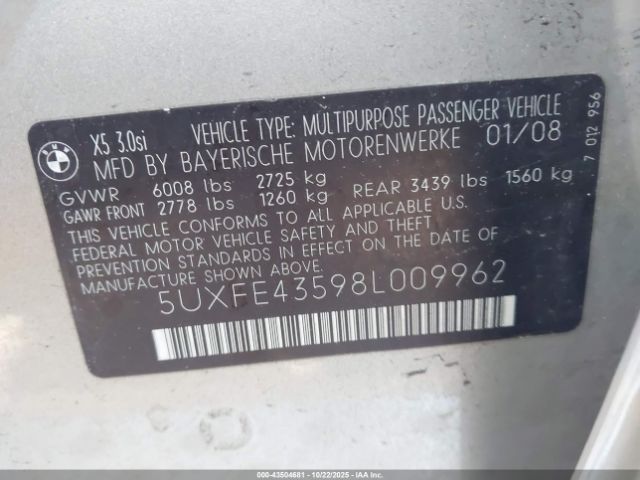 BMW
X5 3.0si VEHICLE TYPE: MULTIPURPOSE PASSENGER VEHICLE
MFD BY BAYERISCHE MOTORENWERKE 01/08
GVWR 6008 lbs 2725 kg
GAWR FRONT 2778 lbs 1260 kg REAR 3439 lbs 1560 kg
THIS VEHICLE CONFORMS TO ALL APPLICABLE U.S.
FEDERAL MOTOR VEHICLE SAFETY AND THEFT
PREVENTION STANDARDS IN EFFECT ON THE DATE OF
MANUFACTURE SHOWN ABOVE.
5UXFE43598L009962
7 012 956
000-43504681 - 10/22/2025 - COPYRIGHT IAA, LLC